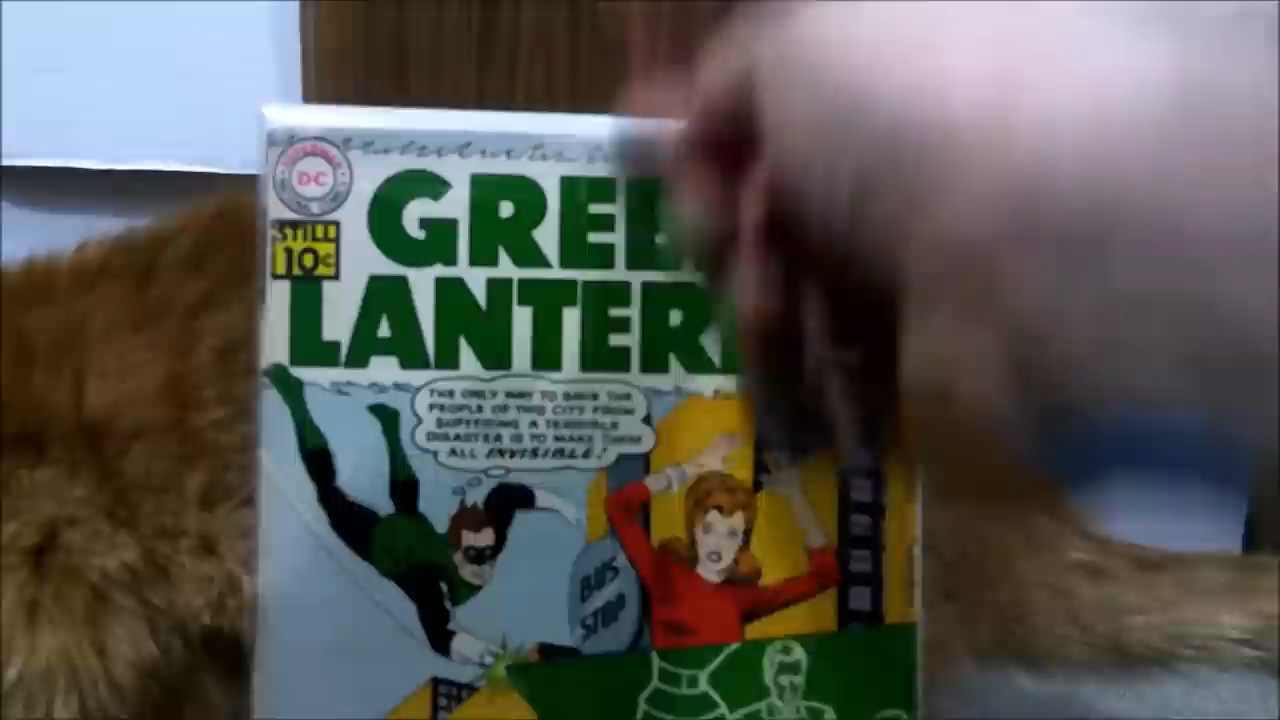 DC
STILL
10¢
GREE
LANTERN
THE ONLY WAY TO SAVE THE
PEOPLE OF THIS CITY FROM
SUFFERING A TERRIBLE
DISASTER IS TO MAKE THEM
ALL INVISIBLE!
BUS
STOP